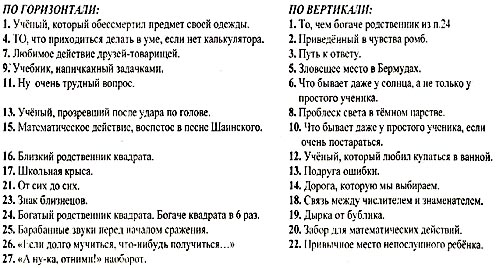 ПО ГОРИЗОНТАЛИ:
1. Учёный, который обессмертил предмет своей одежды.
4. ТО, что приходиться делать в уме, если нет калькулятора.
7. Любимое действие друзей-товарищей.
9. Учебник, напичканный задачками.
11. Ну очень трудный вопрос.
13. Учёный, прозревший после удара по голове.
15. Математическое действие, воспетое в песне Шаинского.
16. Близкий родственник квадрата.
17. Школьная крыса.
21. От сих до сих.
23. Знак близнецов.
24. Богатый родственник квадрата. Богаче квадрата в 6 раз.
25. Барабанные звуки перед началом сражения.
26. «Если долго мучиться, что-нибудь получиться…»
27. «А ну-ка, отними!» наоборот.
ПО ВЕРТИКАЛИ:
1. То, чем богаче родственник из п.24
2. Приведённый в чувства ромб.
3. Путь к ответу.
5. Зловещее место в Бермудах.
6. Что бывает даже у солнца, а не только у
простого ученика.
8. Проблеск света в тёмном царстве.
10. Что бывает даже у простого ученика, если
очень постараться.
12. Учёный, который любил купаться в ванной.
13. Подруга ошибки.
14. Дорога, которую мы выбираем.
18. Связь между числителем и знаменателем.
19. Дырка от бублика.
20. Забор для математических действий.
22. Привычное место непослушного ребёнка.